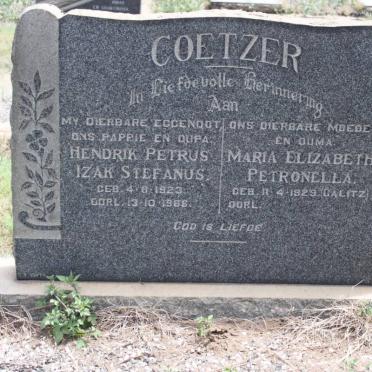 COETZER
In Liefdevolle Herinnering
Aan
MY DIERBARE EGGENOOT,
ONS PAPPIE EN OUPA.
HENDRIK PETRUS
IZAK STEFANUS.
GEB. 4-8-1923.
OORL. 13-10-1986.
ONS DIERBARE MOEDE
EN OUMA.
MARIA ELIZABETH
PETRONELLA.
GEB. 11-4-1929. (GALITZ)
OORL.
GOD IS LIEFDE